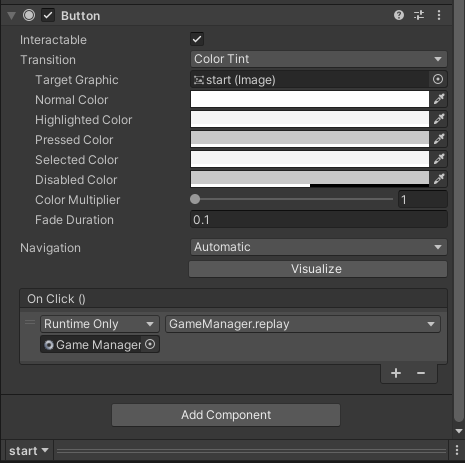 Button
Interactable
Transition Color Tint
Target Graphic start (Image)
Normal Color
Highlighted Color
Pressed Color
Selected Color
Disabled Color
Color Multiplier 1
Fade Duration 0.1
Navigation Automatic
Visualize
On Click ()
Runtime Only GameManager.replay
Game Manager
Add Component
start